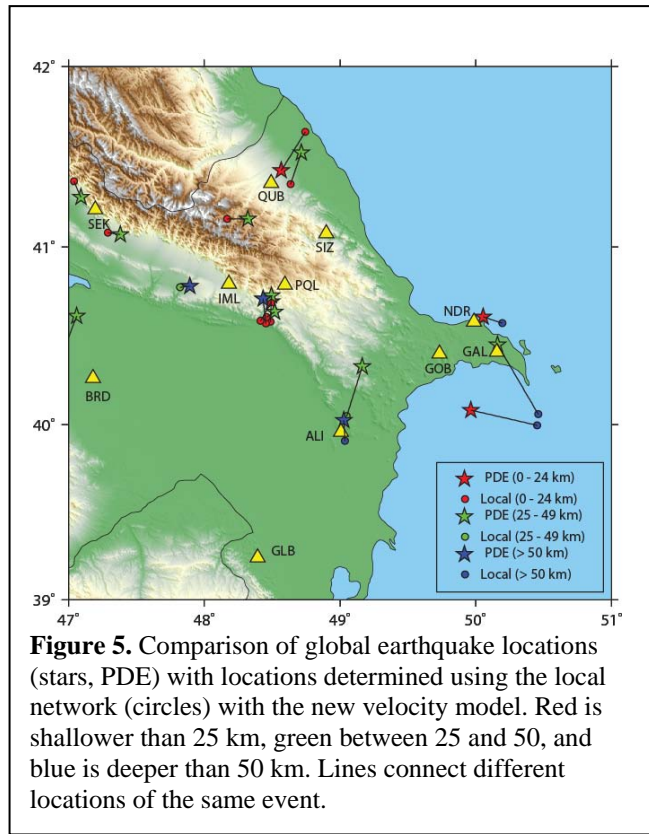 42°
41°
40°
39°
47°
48°
49°
50°
51°
QUB
SEK
SIZ
IML
PQL
NDR
GAL
GOB
BRD
ALI
GLB
PDE (0 - 24 km)
Local (0 - 24 km)
PDE (25 - 49 km)
Local (25 - 49 km)
PDE (> 50 km)
Local (> 50 km)
Figure 5. Comparison of global earthquake locations
(stars, PDE) with locations determined using the local
network (circles) with the new velocity model. Red is
shallower than 25 km, green between 25 and 50, and
blue is deeper than 50 km. Lines connect different
locations of the same event.